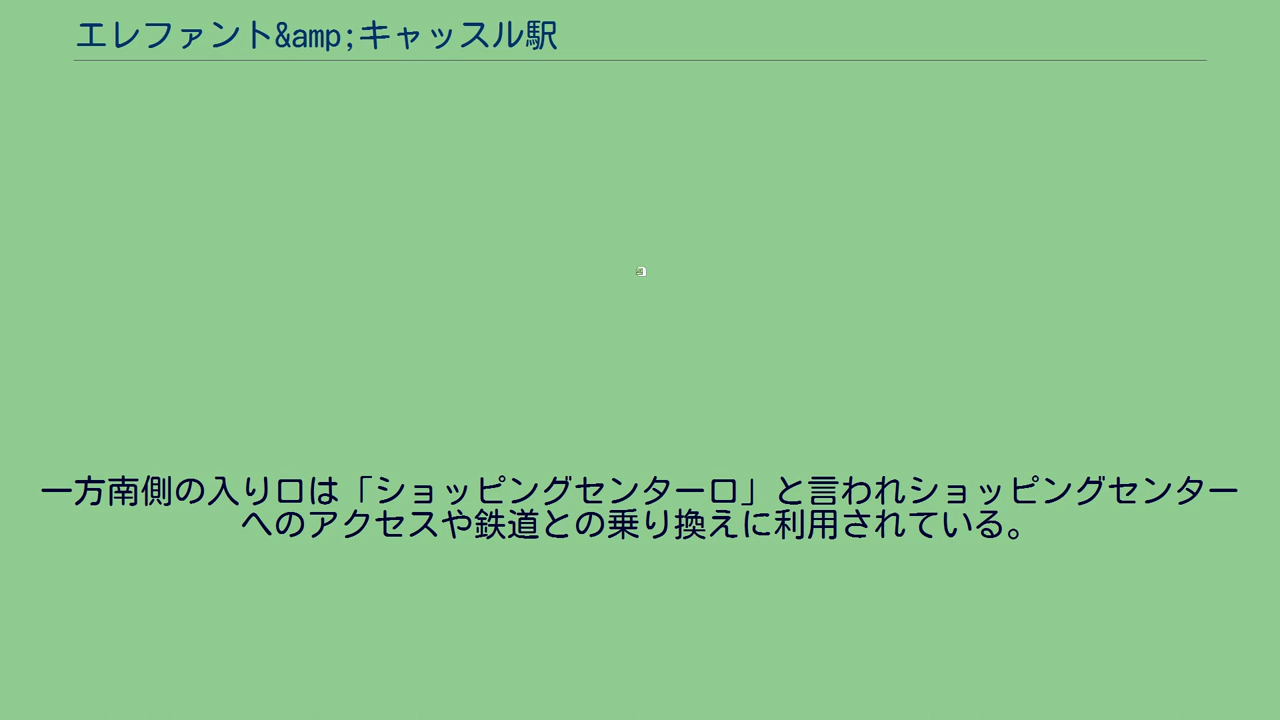 エレファント&amp;キャッスル駅
一方南側の入り口は「ショッピングセンター口」と言われショッピングセンター
へのアクセスや鉄道との乗り換えに利用されている。